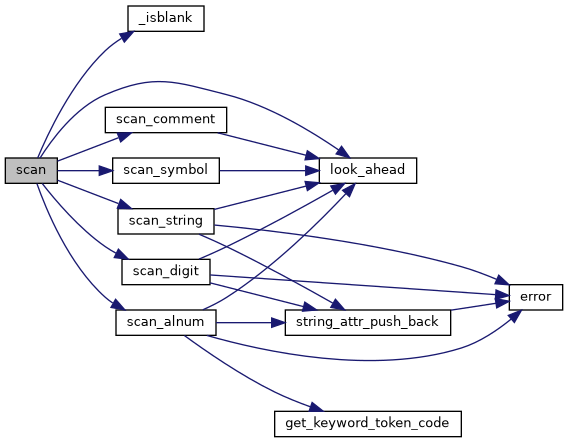 _isblank
scan_comment
scan
scan_symbol
look_ahead
scan_string
scan_digit
error
scan_alnum
string_attr_push_back
get_keyword_token_code